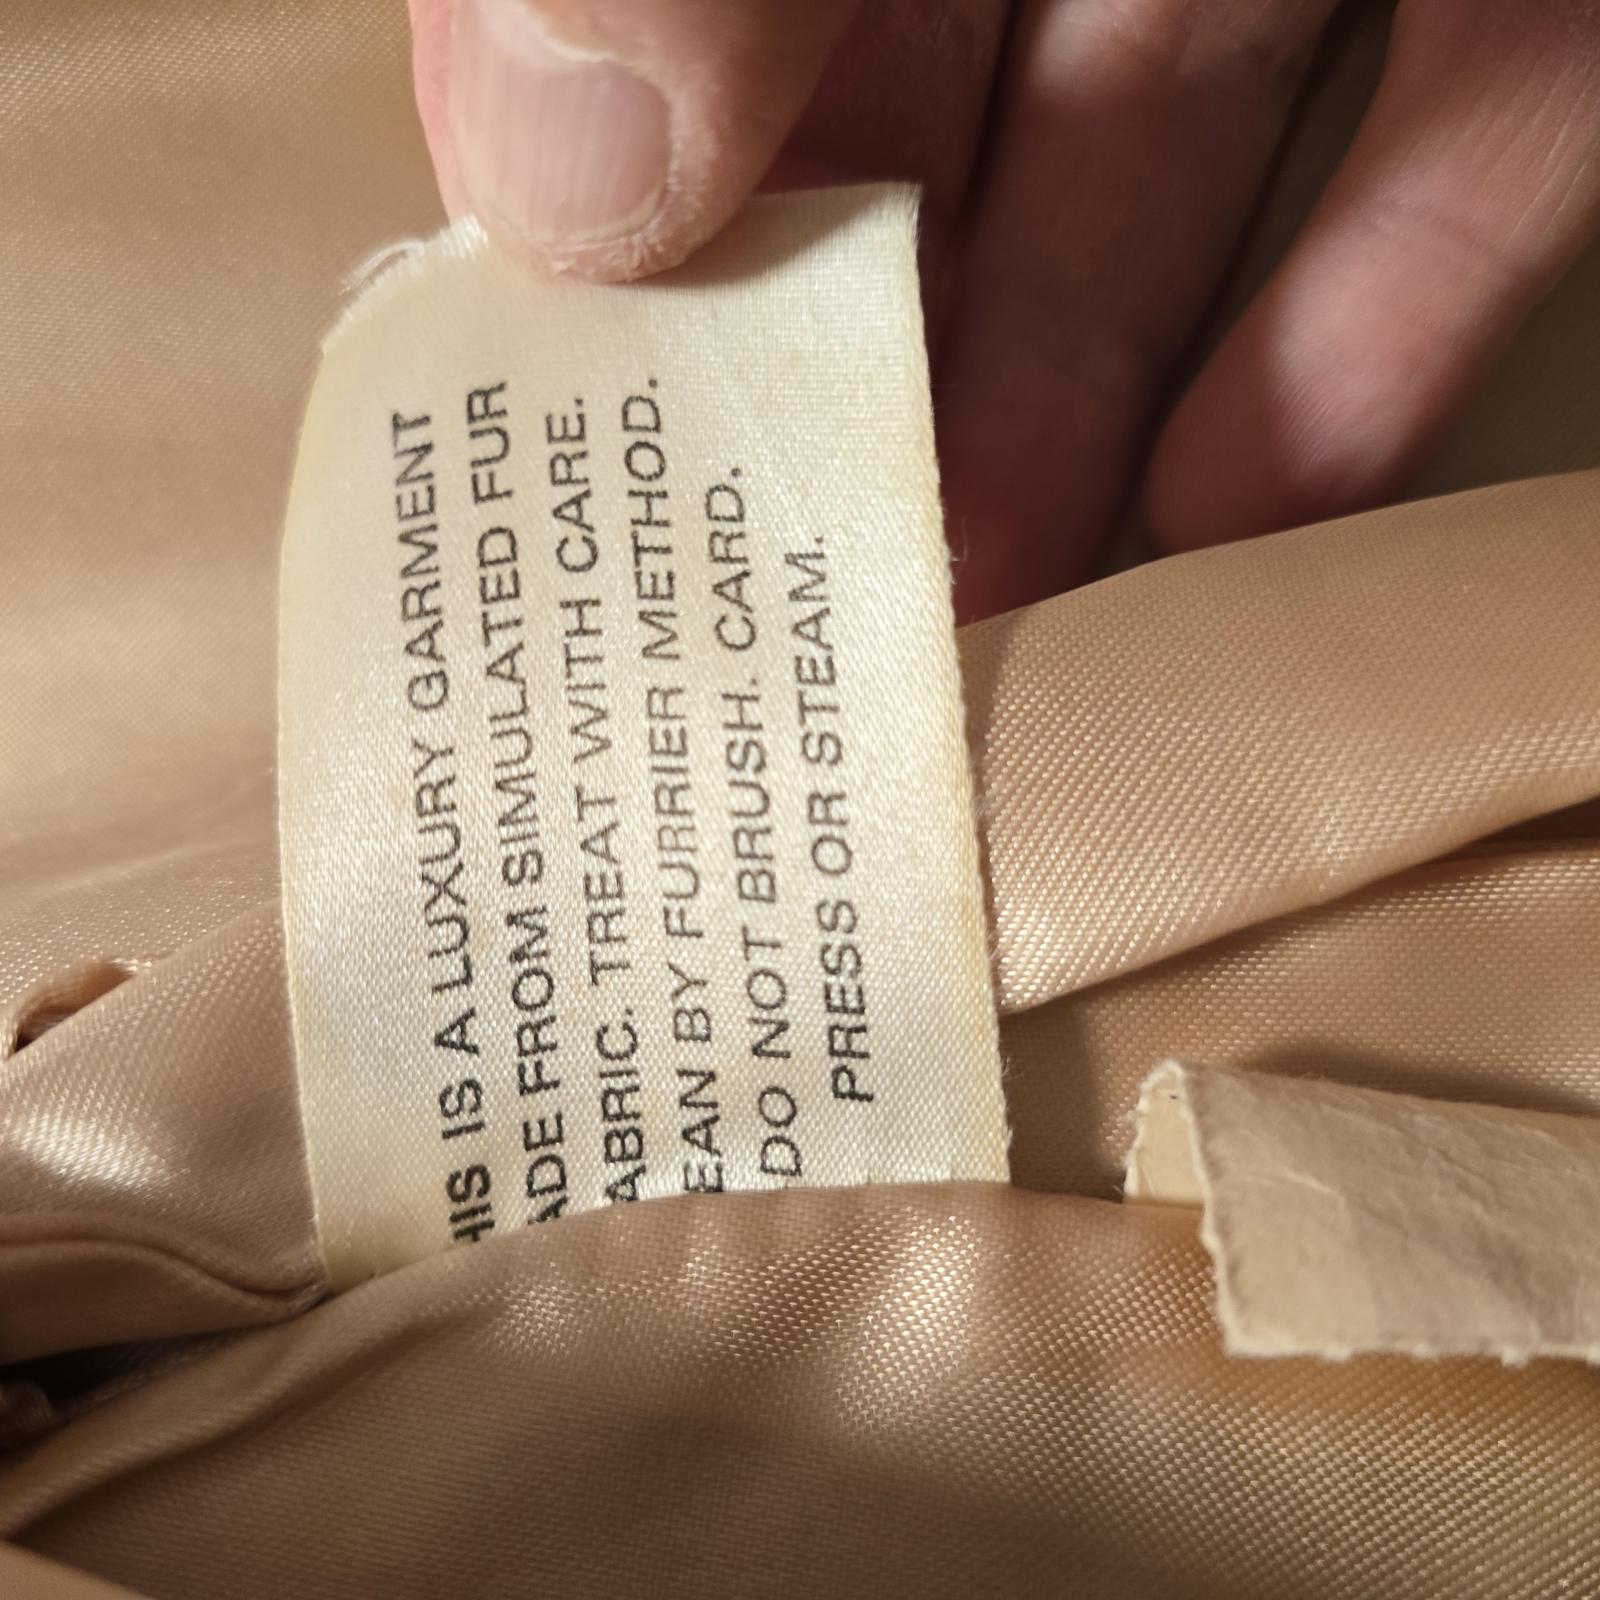 HIS IS A LUXURY GARMENT
ADE FROM SIMULATED FUR
ABRIC. TREAT WITH CARE.
EAN BY FURRIER METHOD.
DO NOT BRUSH. CARD.
PRESS OR STEAM.